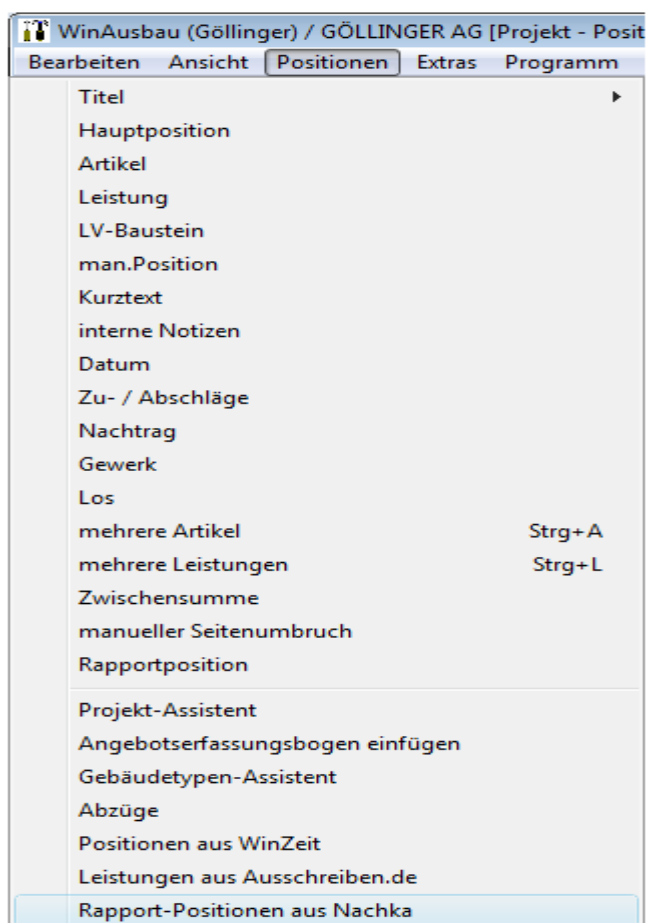 WinAusbau (Göllinger) / GÖLLINGER AG [Projekt - Posit
Bearbeiten Ansicht Positionen Extras Programm
Titel
Hauptposition
Artikel
Leistung
LV-Baustein
man.Position
Kurztext
interne Notizen
Datum
Zu- / Abschläge
Nachtrag
Gewerk
Los
mehrere Artikel Strg+A
mehrere Leistungen Strg+L
Zwischensumme
manueller Seitenumbruch
Rapportposition
Projekt-Assistent
Angebotserfassungsbogen einfügen
Gebäudetypen-Assistent
Abzüge
Positionen aus WinZeit
Leistungen aus Ausschreiben.de
Rapport-Positionen aus Nachka